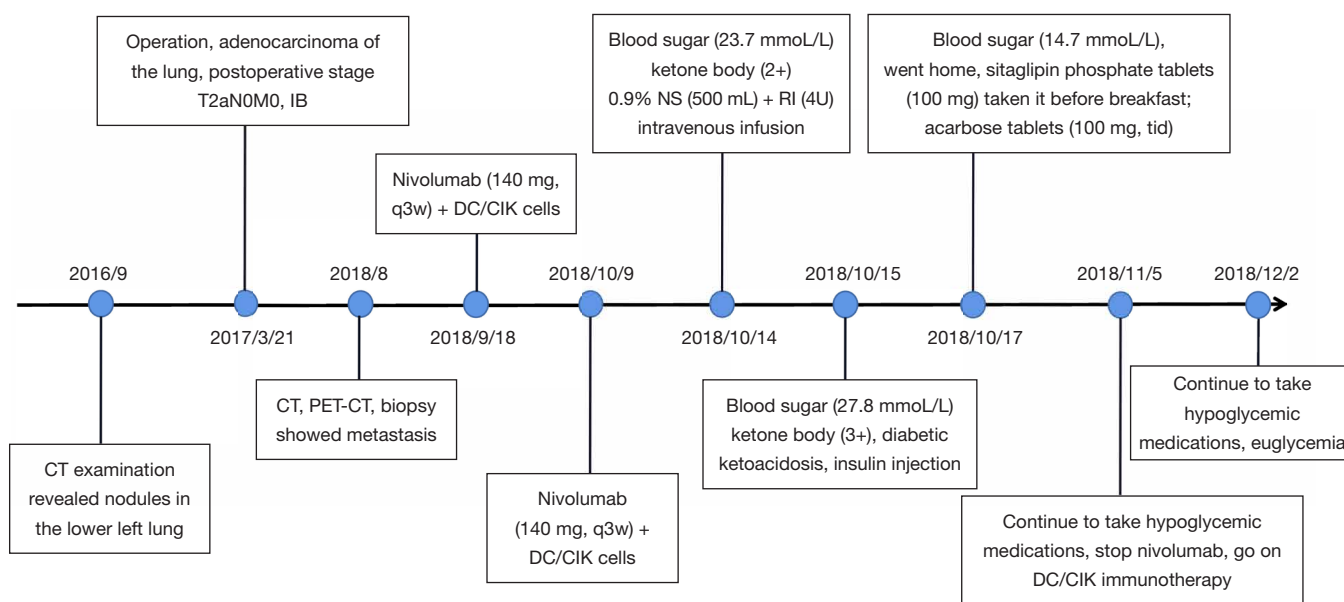 Operation, adenocarcinoma of
the lung, postoperative stage
T2aN0M0, IB
Blood sugar (23.7 mmoL/L)
ketone body (2+)
0.9% NS (500 mL) + RI (4U)
intravenous infusion
Blood sugar (14.7 mmoL/L),
went home, sitaglipin phosphate tablets
(100 mg) taken it before breakfast;
acarbose tablets (100 mg, tid)
Nivolumab (140 mg,
q3w) + DC/CIK cells
2016/9
2018/8
2018/10/9
2018/10/15
2018/11/5
2018/12/2
2017/3/21
2018/9/18
2018/10/14
2018/10/17
CT examination
revealed nodules in
the lower left lung
CT, PET-CT, biopsy
showed metastasis
Nivolumab
(140 mg, q3w) +
DC/CIK cells
Blood sugar (27.8 mmoL/L)
ketone body (3+), diabetic
ketoacidosis, insulin injection
Continue to take hypoglycemic
medications, stop nivolumab, go on
DC/CIK immunotherapy
Continue to take
hypoglycemic
medications, euglycemia